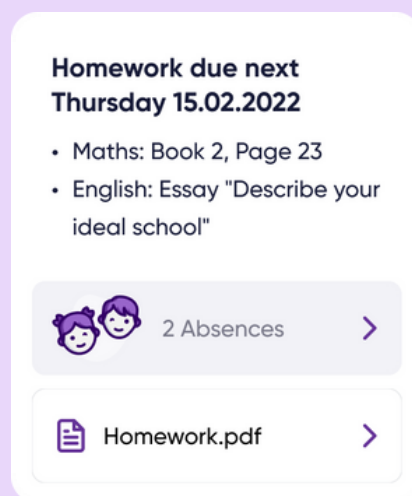 Homework due next
Thursday 15.02.2022
• Maths: Book 2, Page 23
• English: Essay "Describe your
ideal school"
2 Absences
Homework.pdf